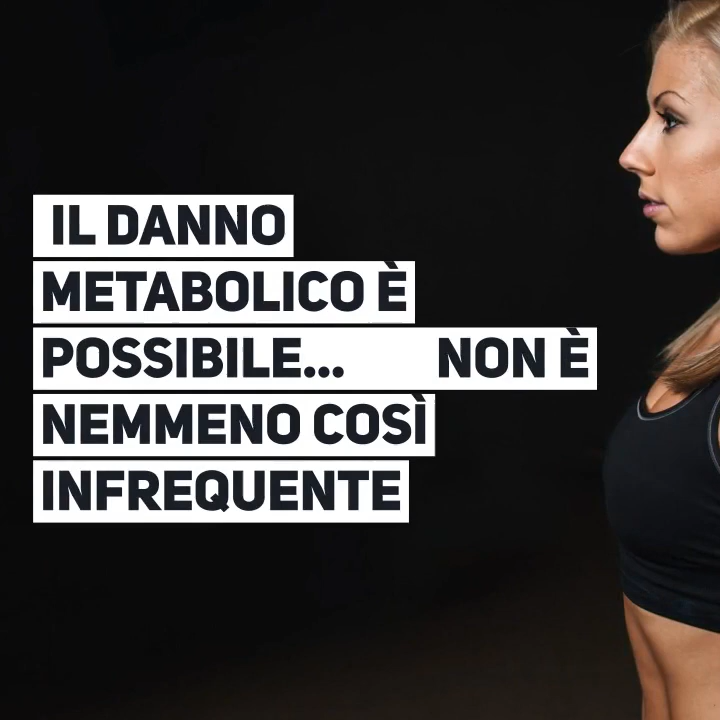 IL DANNO
METABOLICO È
POSSIBILE... NON È
NEMMENO COSÌ
INFREQUENTE